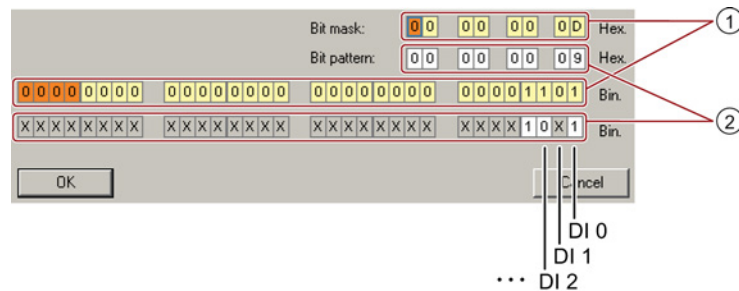 Bit mask: 0 0 0 0 0 0 0 D Hex. 1
Bit pattern: 0 0 0 0 0 0 0 9 Hex.
0 0 0 0 0 0 0 0 0 0 0 0 0 0 0 0 0 0 0 0 0 0 0 0 0 0 0 0 1 1 0 1 Bin.
X X X X X X X X X X X X X X X X X X X X X X X X X X X X 1 0 X 1 Bin. 2
OK Cancel
DI 0
DI 1
··· DI 2